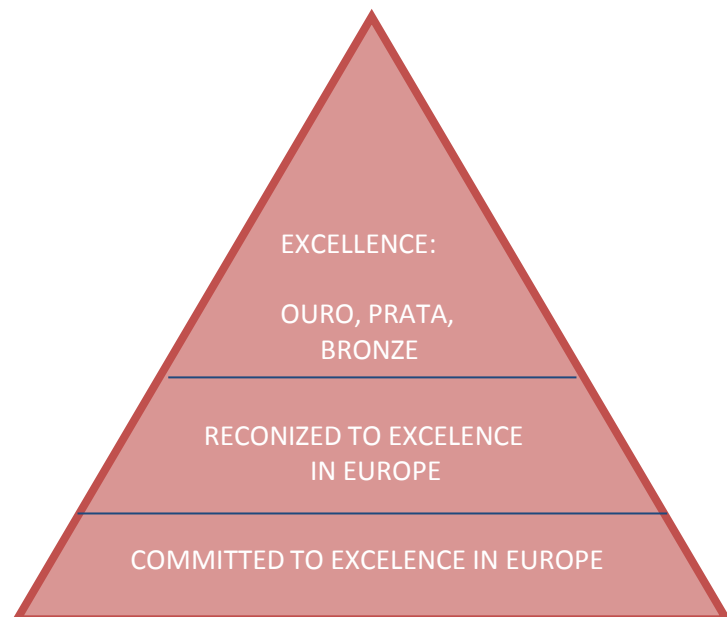 EXCELLENCE:
OURO, PRATA,
BRONZE
RECONIZED TO EXCELENCE
IN EUROPE
COMMITTED TO EXCELENCE IN EUROPE